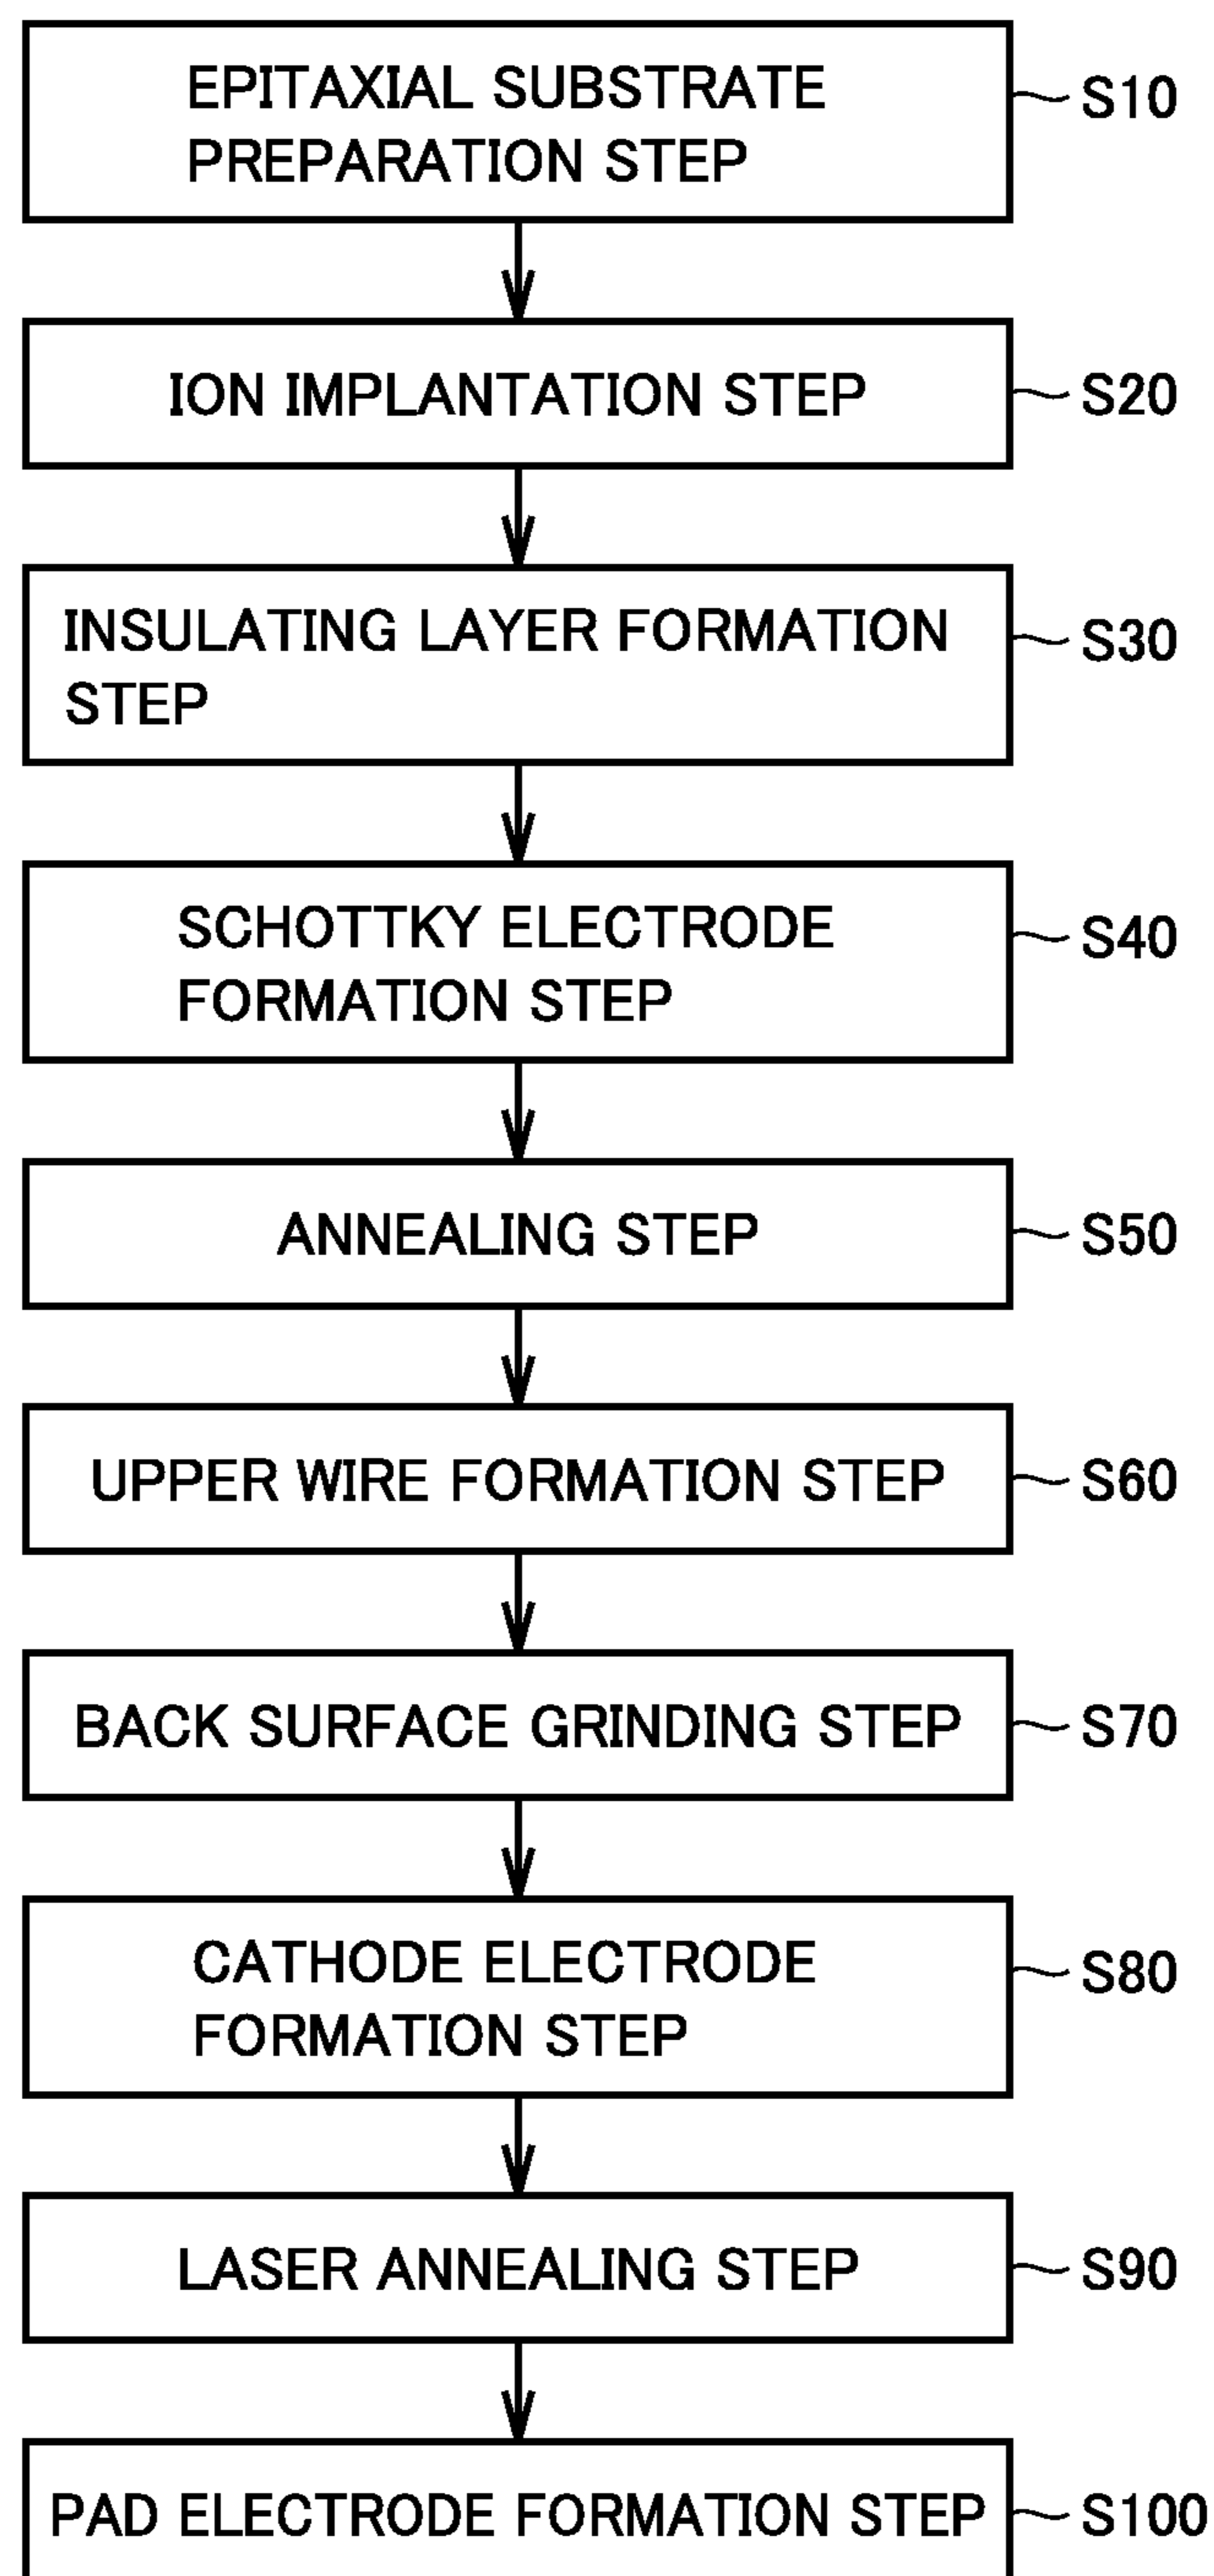 EPITAXIAL SUBSTRATE
PREPARATION STEP
S10
ION IMPLANTATION STEP
S20
INSULATING LAYER FORMATION
STEP
S30
SCHOTTKY ELECTRODE
FORMATION STEP
S40
ANNEALING STEP
S50
UPPER WIRE FORMATION STEP
S60
BACK SURFACE GRINDING STEP
S70
CATHODE ELECTRODE
FORMATION STEP
S80
LASER ANNEALING STEP
S90
PAD ELECTRODE FORMATION STEP
S100